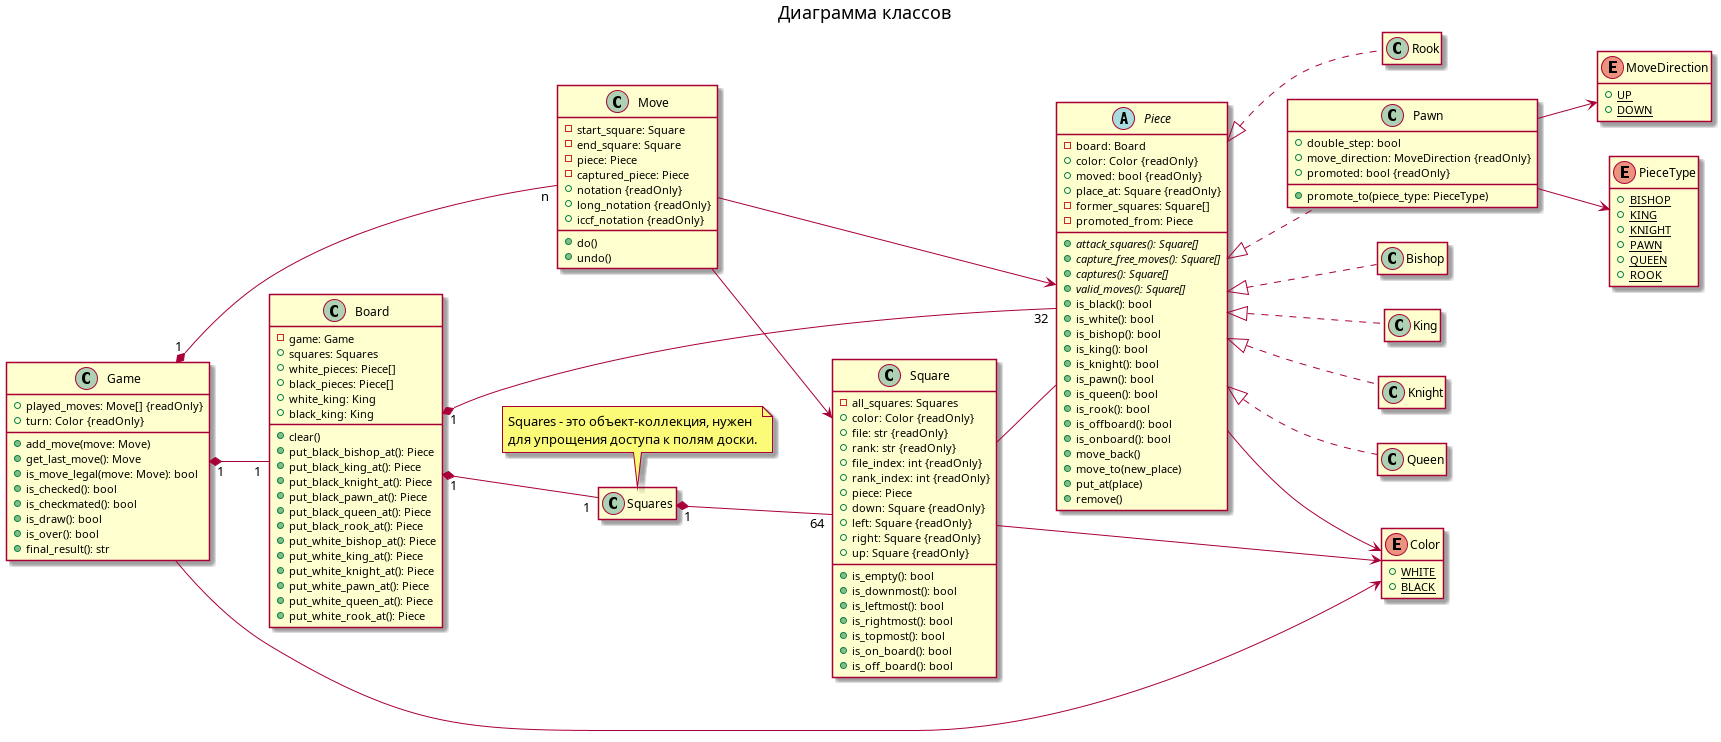 Диаграмма классов
C Game
played_moves: Move[] {readOnly}
turn: Color {readOnly}
add_move(move: Move)
get_last_move(): Move
is_move_legal(move: Move): bool
is_checked(): bool
is_checkmated(): bool
is_draw(): bool
is_over(): bool
final_result(): str
1
n
1
1
C Board
game: Game
squares: Squares
white_pieces: Piece[]
black_pieces: Piece[]
white_king: King
black_king: King
clear()
put_black_bishop_at(): Piece
put_black_king_at(): Piece
put_black_knight_at(): Piece
put_black_pawn_at(): Piece
put_black_queen_at(): Piece
put_black_rook_at(): Piece
put_white_bishop_at(): Piece
put_white_king_at(): Piece
put_white_knight_at(): Piece
put_white_pawn_at(): Piece
put_white_queen_at(): Piece
put_white_rook_at(): Piece
1
32
1
1
C Move
start_square: Square
end_square: Square
piece: Piece
captured_piece: Piece
notation {readOnly}
long_notation {readOnly}
iccf_notation {readOnly}
do()
undo()
Squares - это объект-коллекция, нужен
для упрощения доступа к полям доски.
C Squares
1
64
C Square
all_squares: Squares
color: Color {readOnly}
file: str {readOnly}
rank: str {readOnly}
file_index: int {readOnly}
rank_index: int {readOnly}
piece: Piece
down: Square {readOnly}
left: Square {readOnly}
right: Square {readOnly}
up: Square {readOnly}
is_empty(): bool
is_downmost(): bool
is_leftmost(): bool
is_rightmost(): bool
is_topmost(): bool
is_on_board(): bool
is_off_board(): bool
A Piece
board: Board
color: Color {readOnly}
moved: bool {readOnly}
place_at: Square {readOnly}
former_squares: Square[]
promoted_from: Piece
attack_squares(): Square[]
capture_free_moves(): Square[]
captures(): Square[]
valid_moves(): Square[]
is_black(): bool
is_white(): bool
is_bishop(): bool
is_king(): bool
is_knight(): bool
is_pawn(): bool
is_queen(): bool
is_rook(): bool
is_offboard(): bool
is_onboard(): bool
move_back()
move_to(new_place)
put_at(place)
remove()
C Rook
C Pawn
double_step: bool
move_direction: MoveDirection {readOnly}
promoted: bool {readOnly}
promote_to(piece_type: PieceType)
C Bishop
C King
C Knight
C Queen
E Color
WHITE
BLACK
E MoveDirection
UP
DOWN
E PieceType
BISHOP
KING
KNIGHT
PAWN
QUEEN
ROOK